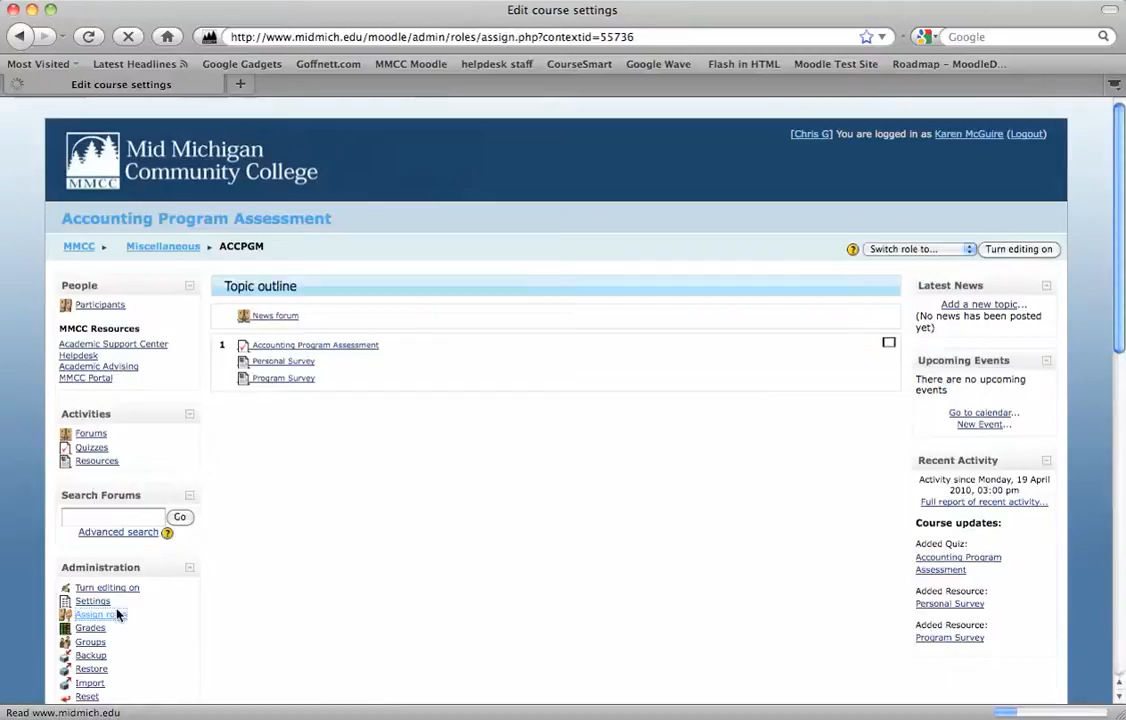 Edit course settings
http://www.midmich.edu/moodle/admin/roles/assign.php?contextid=55736
Google
Most Visited
Latest Headlines
Google Gadgets
Goffnett.com
MMCC Moodle
helpdesk staff
CourseSmart
Google Wave
Flash in HTML
Moodle Test Site
Roadmap – MoodleD...
Edit course settings
MMCC
Mid Michigan
Community College
[Chris G] You are logged in as Karen McGuire (Logout)
Accounting Program Assessment
MMCC ► Miscellaneous ► ACCPGM
Switch role to...
Turn editing on
People
Participants
MMCC Resources
Academic Support Center
Helpdesk
Academic Advising
MMCC Portal
Activities
Forums
Quizzes
Resources
Search Forums
Go
Advanced search
Administration
Turn editing on
Settings
Assign
Grades
Groups
Backup
Restore
Import
Reset
Topic outline
News forum
1
Accounting Program Assessment
Personal Survey
Program Survey
Latest News
Add a new topic...
(No news has been posted
yet)
Upcoming Events
There are no upcoming
events
Go to calendar...
New Event...
Recent Activity
Activity since Monday, 19 April
2010, 03:00 pm
Full report of recent activity...
Course updates:
Added Quiz:
Accounting Program
Assessment
Added Resource:
Personal Survey
Added Resource:
Program Survey
Read www.midmich.edu